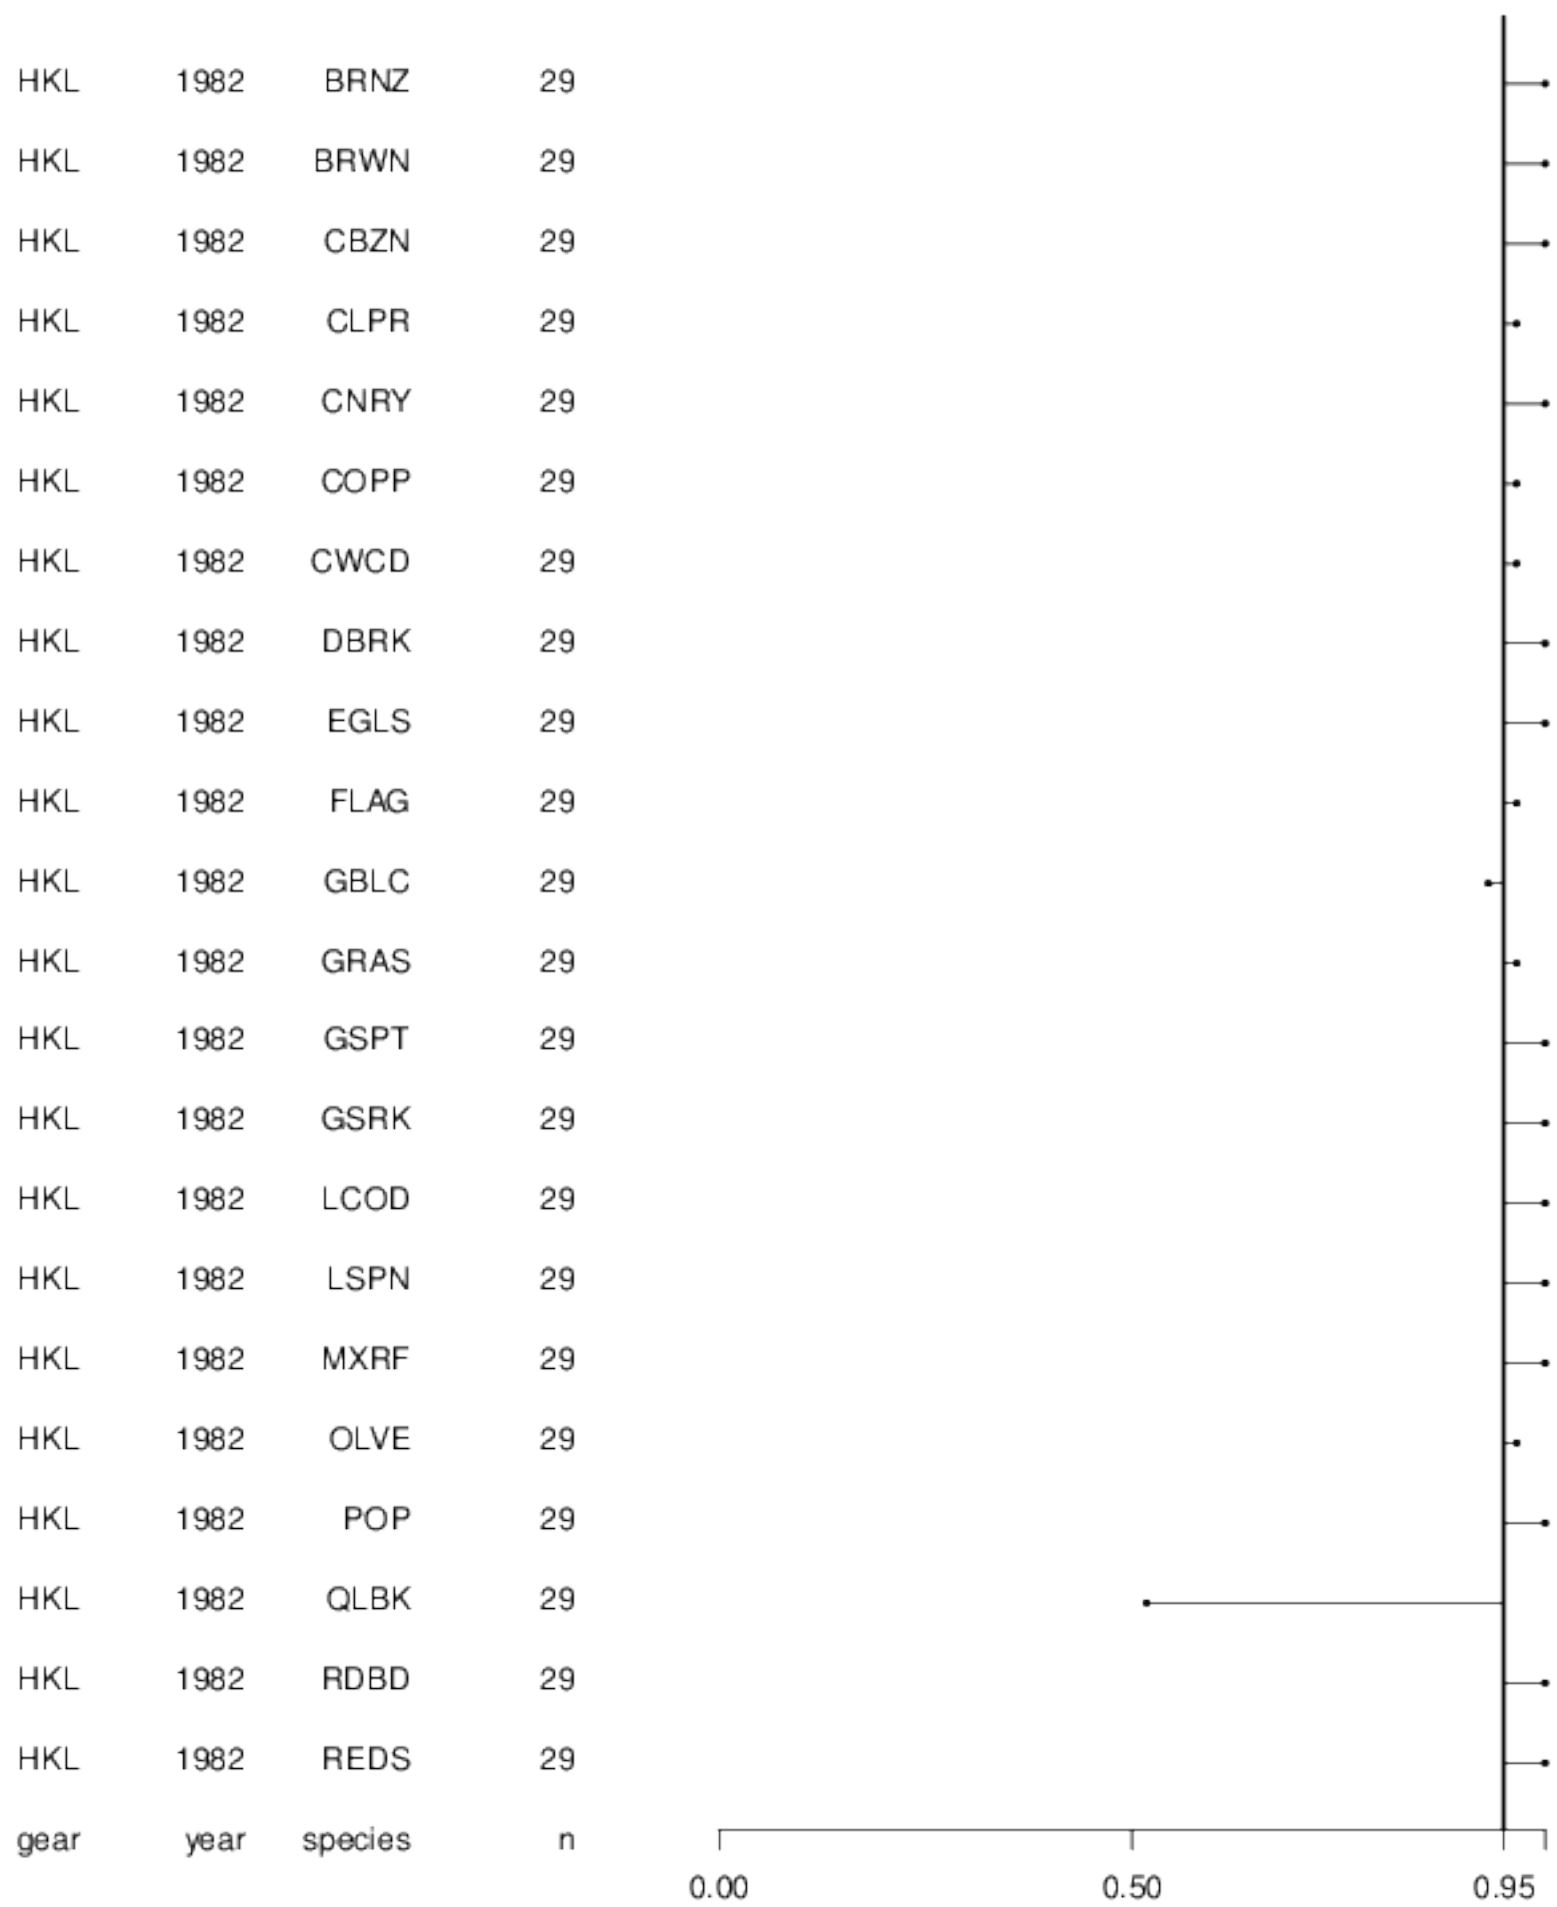 HKL 1982 BRNZ 29
HKL 1982 BRWN 29
HKL 1982 CBZN 29
HKL 1982 CLPR 29
HKL 1982 CNRY 29
HKL 1982 COPP 29
HKL 1982 CWCD 29
HKL 1982 DBRK 29
HKL 1982 EGLS 29
HKL 1982 FLAG 29
HKL 1982 GBLC 29
HKL 1982 GRAS 29
HKL 1982 GSPT 29
HKL 1982 GSRK 29
HKL 1982 LCOD 29
HKL 1982 LSPN 29
HKL 1982 MXRF 29
HKL 1982 OLVE 29
HKL 1982 POP 29
HKL 1982 QLBK 29
HKL 1982 RDBD 29
HKL 1982 REDS 29
gear year species n
0.00 0.50 0.95